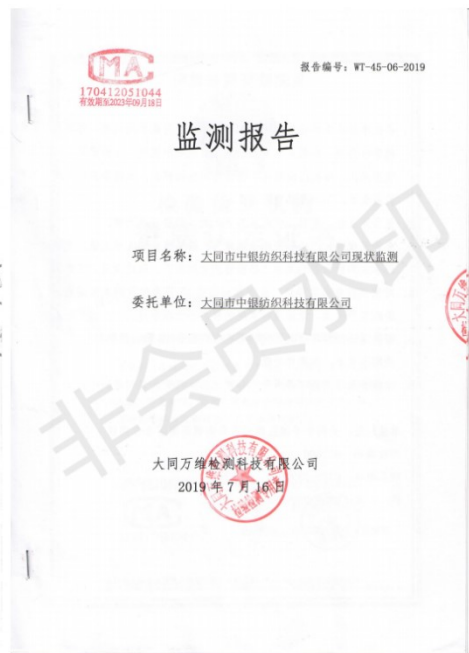 MA
报告编号：WT-45-06-2019
170412051044
有效期至2023年09月18日
监测报告
项目名称：大同市中银纺织科技有限公司现状监测
委托单位：大同市中银纺织科技有限公司
非会员水印
大同万维检测科技有限公司
2019年7月16日